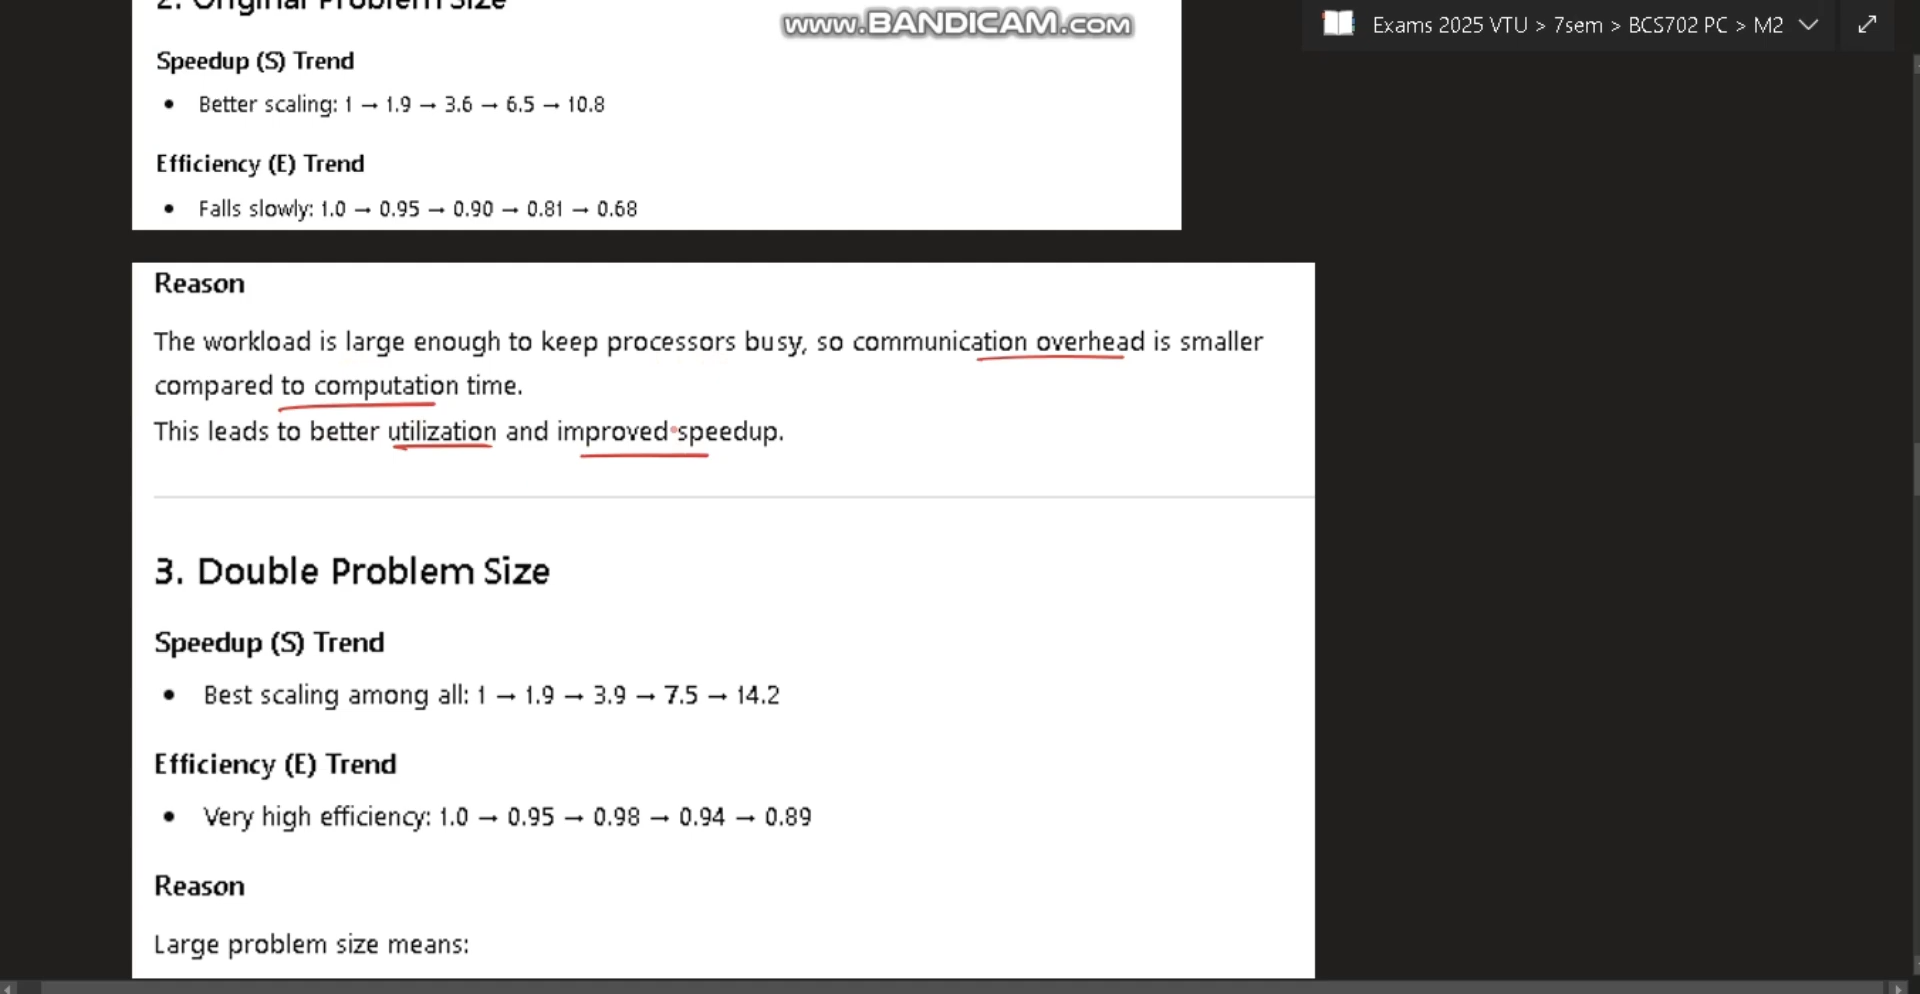 2. Original Problem Size
www.BANDICAM.com
Exams 2025 VTU > 7sem > BCS702 PC > M2
Speedup (S) Trend
• Better scaling: 1 → 1.9 → 3.6 → 6.5 → 10.8
Efficiency (E) Trend
• Falls slowly: 1.0 → 0.95 → 0.90 → 0.81 → 0.68
Reason
The workload is large enough to keep processors busy, so communication overhead is smaller
compared to computation time.
This leads to better utilization and improved speedup.
3. Double Problem Size
Speedup (S) Trend
• Best scaling among all: 1 → 1.9 → 3.9 → 7.5 → 14.2
Efficiency (E) Trend
• Very high efficiency: 1.0 → 0.95 → 0.98 → 0.94 → 0.89
Reason
Large problem size means: